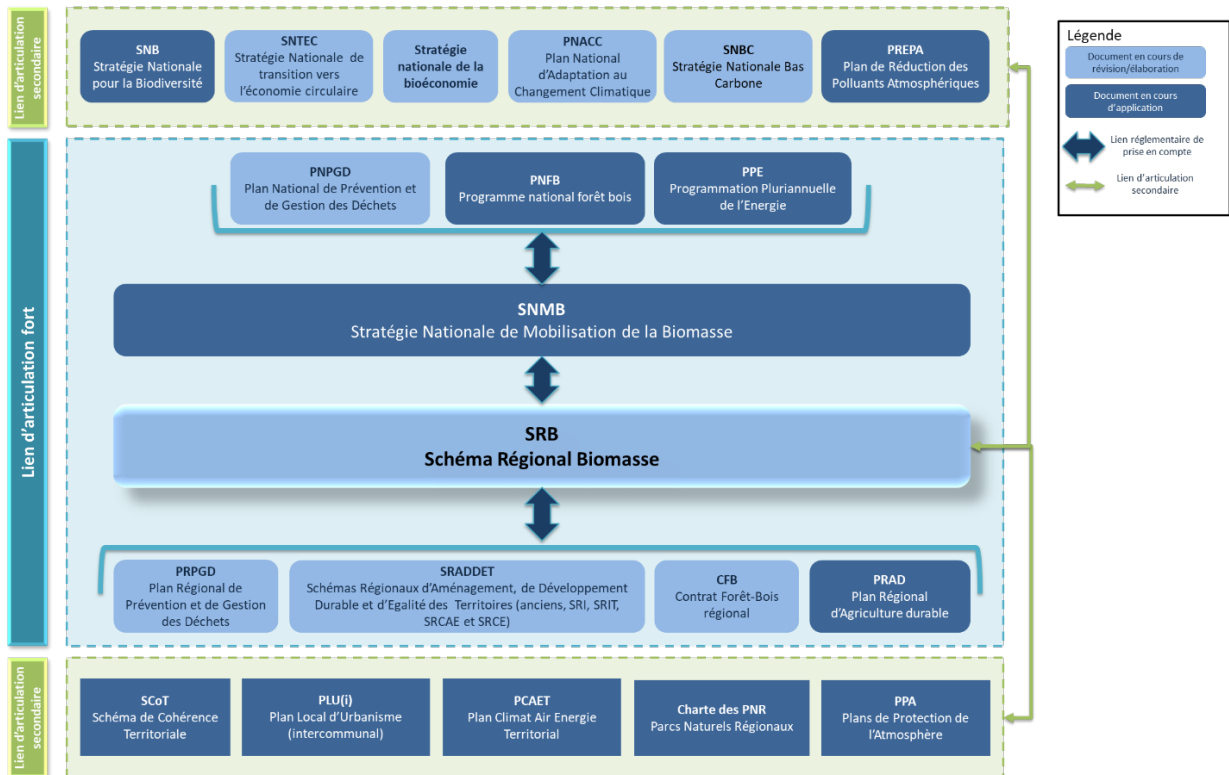 Lien d'articulation
secondaire
SNB
Stratégie Nationale
pour la Biodiversité
SNTEC
Stratégie Nationale de
transition vers
l'économie circulaire
Stratégie
nationale de la
bioéconomie
PNACC
Plan National
d'Adaptation au
Changement Climatique
SNBC
Stratégie Nationale Bas
Carbone
PREPA
Plan de Réduction des
Polluants Atmosphériques
Légende
Document en cours de
révision/élaboration
Document en cours
d'application
Lien réglementaire de
prise en compte
Lien d'articulation
secondaire
Lien d'articulation fort
PNPGD
Plan National de Prévention et
de Gestion des Déchets
PNFB
Programme national forêt bois
PPE
Programmation Pluriannuelle
de l'Energie
SNMB
Stratégie Nationale de Mobilisation de la Biomasse
SRB
Schéma Régional Biomasse
PRPGD
Plan Régional de
Prévention et de Gestion
des Déchets
SRADDET
Schémas Régionaux d'Aménagement, de Développement
Durable et d'Egalité des Territoires (anciens, SRI, SRIT,
SRCAE et SRCE)
CFB
Contrat Forêt-Bois
régional
PRAD
Plan Régional
d'Agriculture durable
Lien d'articulation
secondaire
SCoT
Schéma de Cohérence
Territoriale
PLU(i)
Plan Local d'Urbanisme
(intercommunal)
PCAET
Plan Climat Air Energie
Territorial
Charte des PNR
Parcs Naturels Régionaux
PPA
Plans de Protection de
l'Atmosphère